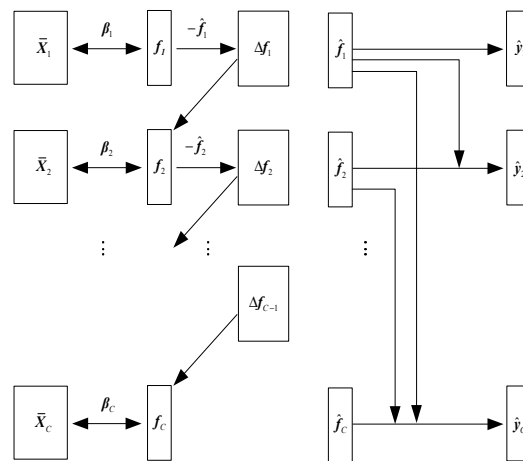 X̄₁ β₁ f₁ −f̂₁ Δf₁ f̂₁ ŷ
X̄₂ β₂ f₂ −f̂₂ Δf₂ f̂₂ ŷ₂
⋮ ⋮ ⋮
Δf_{C−1}
X̄_C β_C f_C f̂_C ŷ_C